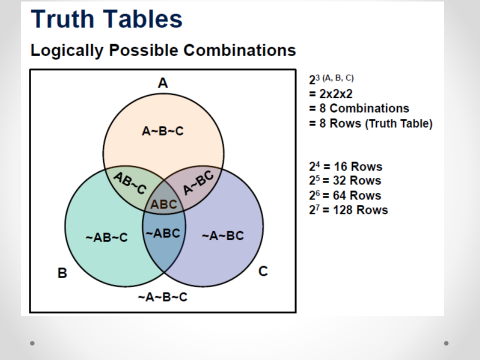 Truth Tables
Logically Possible Combinations
A
A~B~C
AB~C
A~BC
ABC
~AB~C
~ABC
~A~BC
B
C
~A~B~C
2³ (A, B, C)
= 2x2x2
= 8 Combinations
= 8 Rows (Truth Table)
2⁴ = 16 Rows
2⁵ = 32 Rows
2⁶ = 64 Rows
2⁷ = 128 Rows